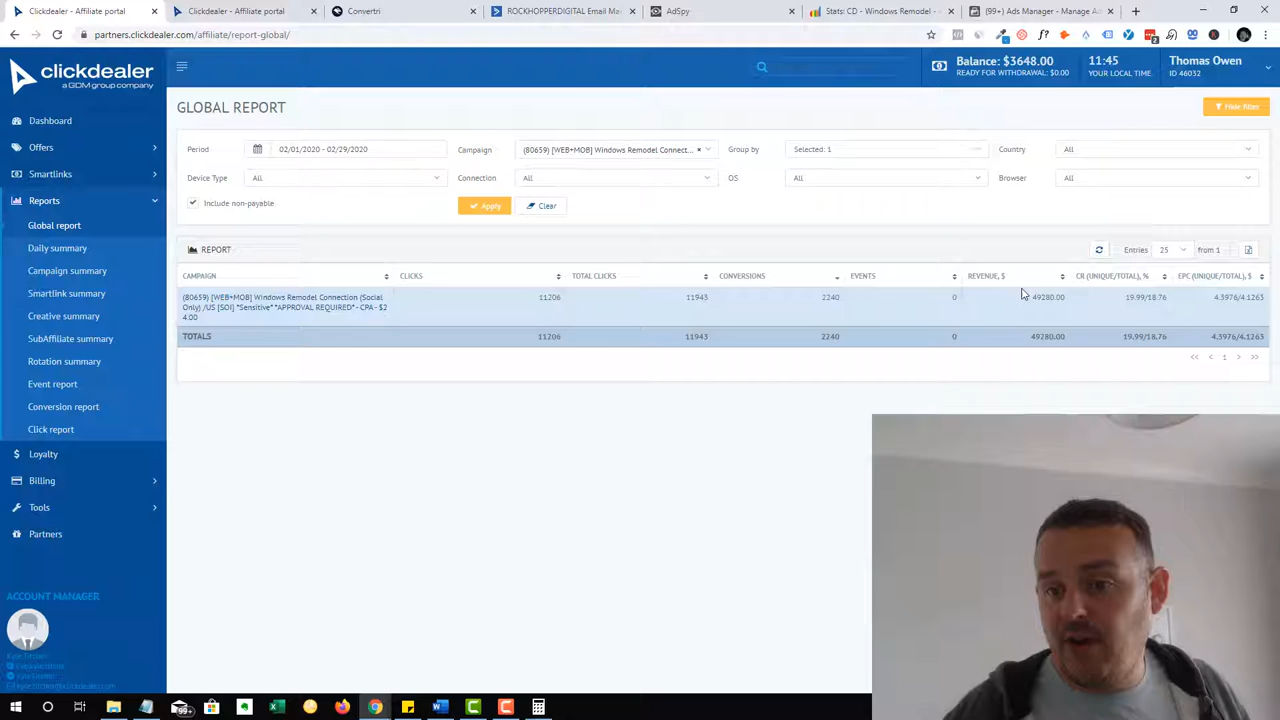 Clickdealer - Affiliate portal
Clickdealer - Affiliate portal
Convertri
ROCKHOPPERDIGITAL Email Ma
AdSpy
Stats: CD - Windows Remodel -
(99+) Ads Manager - Manage Ad
partners.clickdealer.com/affiliate/report-global/
clickdealer
a GDM group company
Balance: $3648.00
READY FOR WITHDRAWAL: $0.00
11:45
YOUR LOCAL TIME
Thomas Owen
ID 46032
Dashboard
Offers
Smartlinks
Reports
Global report
Daily summary
Campaign summary
Smartlink summary
Creative summary
SubAffiliate summary
Rotation summary
Event report
Conversion report
Click report
Loyalty
Billing
Tools
Partners
ACCOUNT MANAGER
GLOBAL REPORT
Hide filter
Period
02/01/2020 - 02/29/2020
Campaign
(80659) [WEB+MOB] Windows Remodel Connect...
Group by
Selected: 1
Country
All
Device Type
All
Connection
All
OS
All
Browser
All
Include non-payable
Apply
Clear
REPORT
Entries 25 from 1
CAMPAIGN CLICKS TOTAL CLICKS CONVERSIONS EVENTS REVENUE, $ CR (UNIQUE/TOTAL), % EPC (UNIQUE/TOTAL), $
(80659) [WEB+MOB] Windows Remodel Connection (Social
Only) /US [SOI] *Sensitive* *APPROVAL REQUIRED* - CPA - $2
4.00
11206 11943 2240 0 49280.00 19.99/18.76 4.3976/4.1263
TOTALS 11206 11943 2240 0 49280.00 19.99/18.76 4.3976/4.1263
<< < 1 > >>
99+